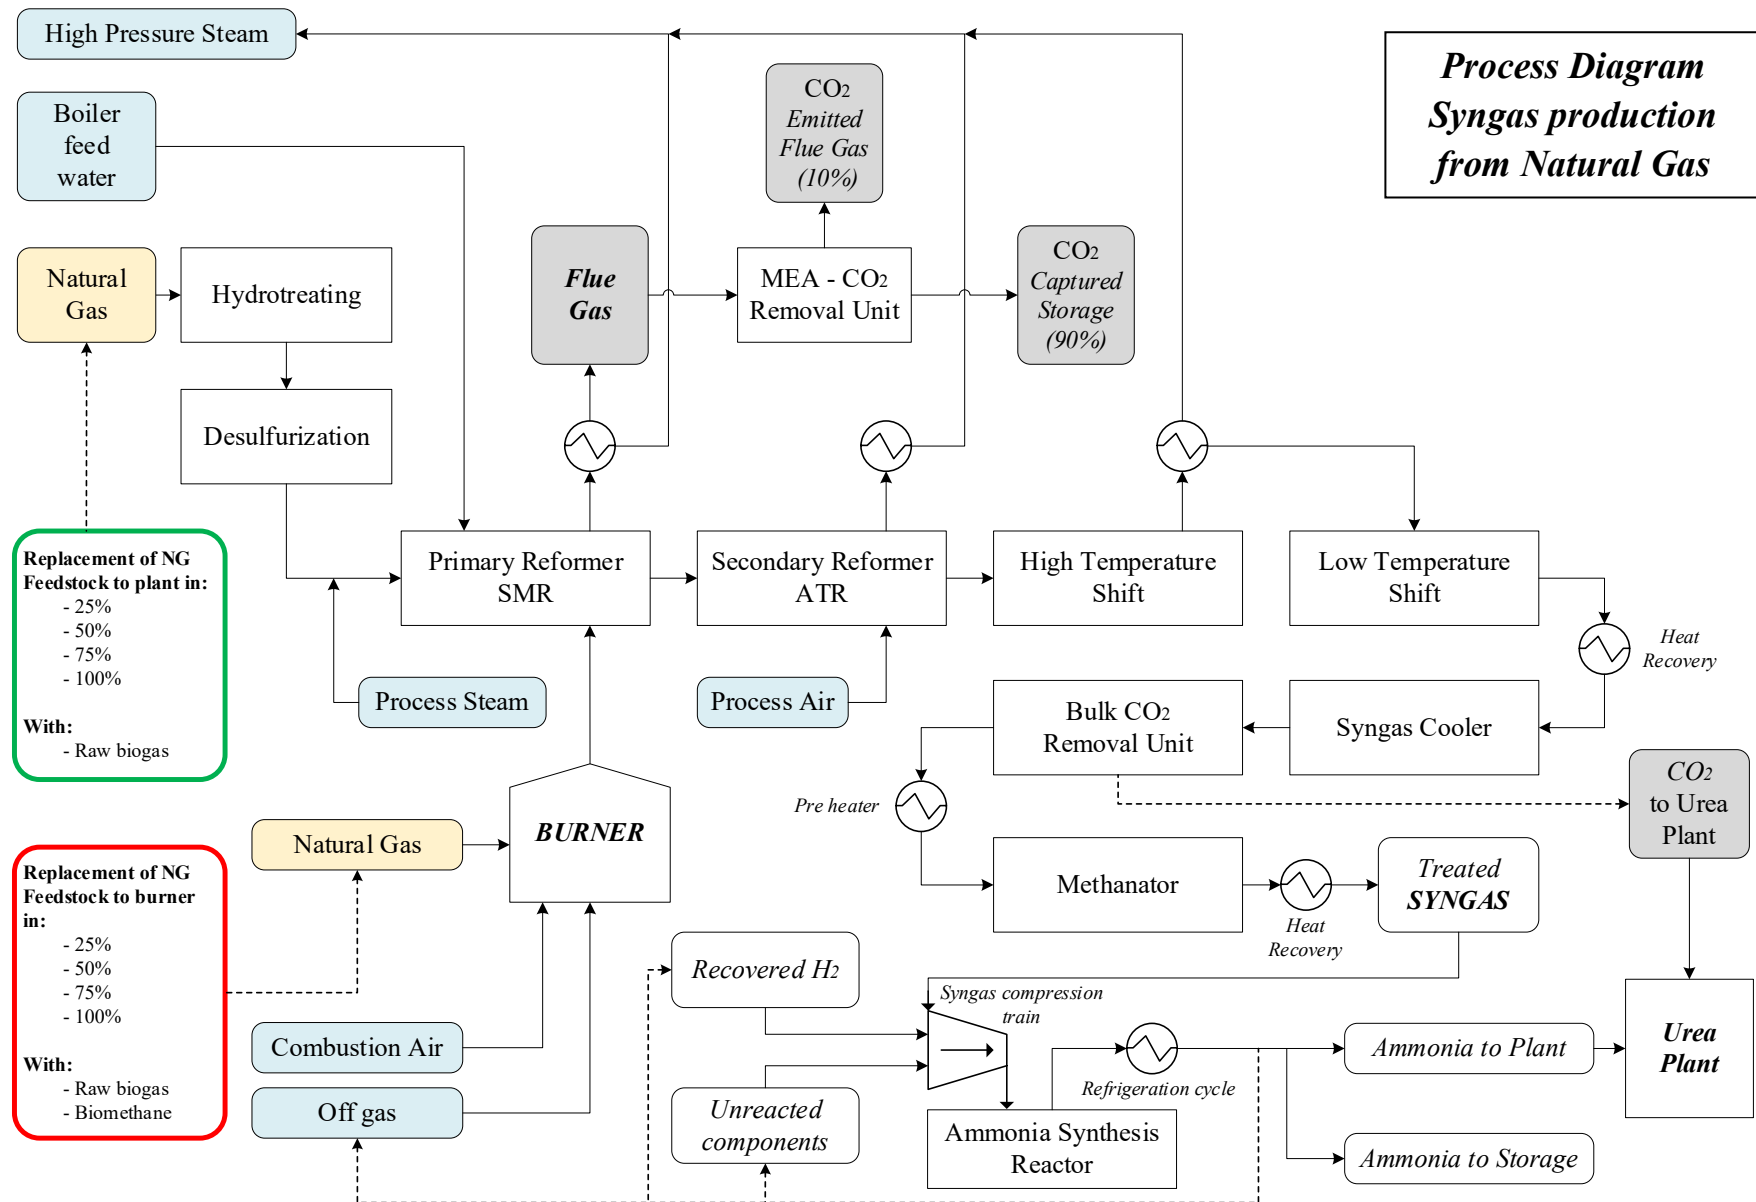 High Pressure Steam
Process Diagram
Syngas production
from Natural Gas
Boiler
feed
water
CO2
Emitted
Flue Gas
(10%)
Natural
Gas
Hydrotreating
Flue
Gas
MEA - CO2
Removal Unit
CO2
Captured
Storage
(90%)
Desulfurization
Replacement of NG
Feedstock to plant in:
- 25%
- 50%
- 75%
- 100%
With:
- Raw biogas
Primary Reformer
SMR
Secondary Reformer
ATR
High Temperature
Shift
Low Temperature
Shift
Heat
Recovery
Process Steam
Process Air
Bulk CO2
Removal Unit
Syngas Cooler
CO2
to Urea
Plant
Pre heater
BURNER
Natural Gas
Replacement of NG
Feedstock to burner
in:
- 25%
- 50%
- 75%
- 100%
With:
- Raw biogas
- Biomethane
Methanator
Heat
Recovery
Treated
SYNGAS
Recovered H2
Syngas compression
train
Combustion Air
Off gas
Unreacted
components
Refrigeration cycle
Ammonia Synthesis
Reactor
Ammonia to Plant
Urea
Plant
Ammonia to Storage